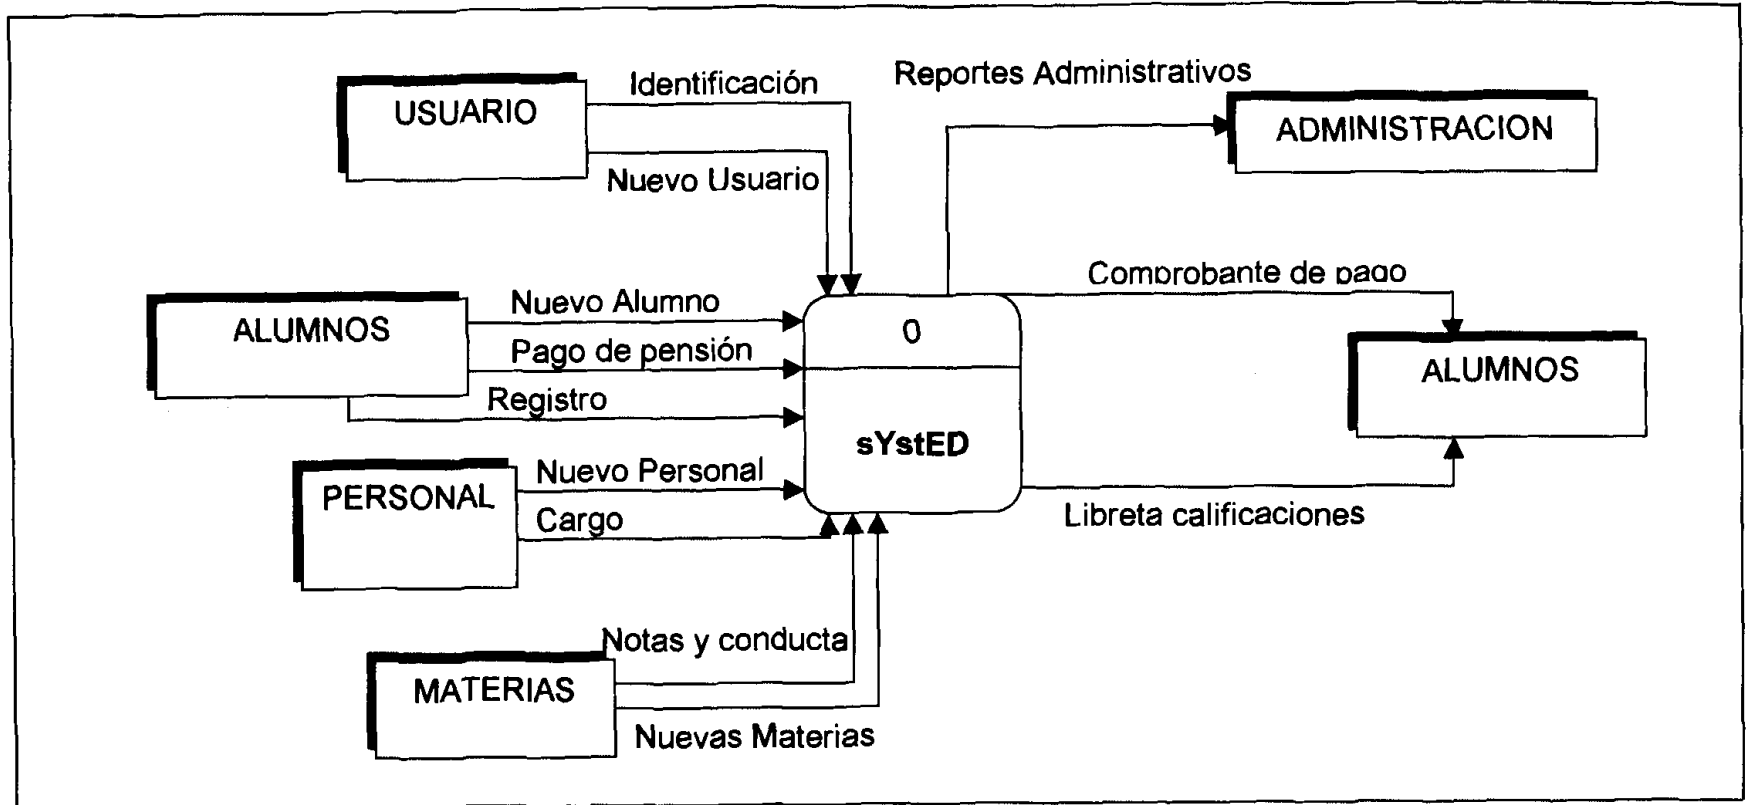 Identificación
Reportes Administrativos
USUARIO
ADMINISTRACION
Nuevo Usuario
Comprobante de pago
Nuevo Alumno
ALUMNOS
0
Pago de pensión
ALUMNOS
Registro
sYstED
Nuevo Personal
PERSONAL
Cargo
Libreta calificaciones
Notas y conducta
MATERIAS
Nuevas Materias